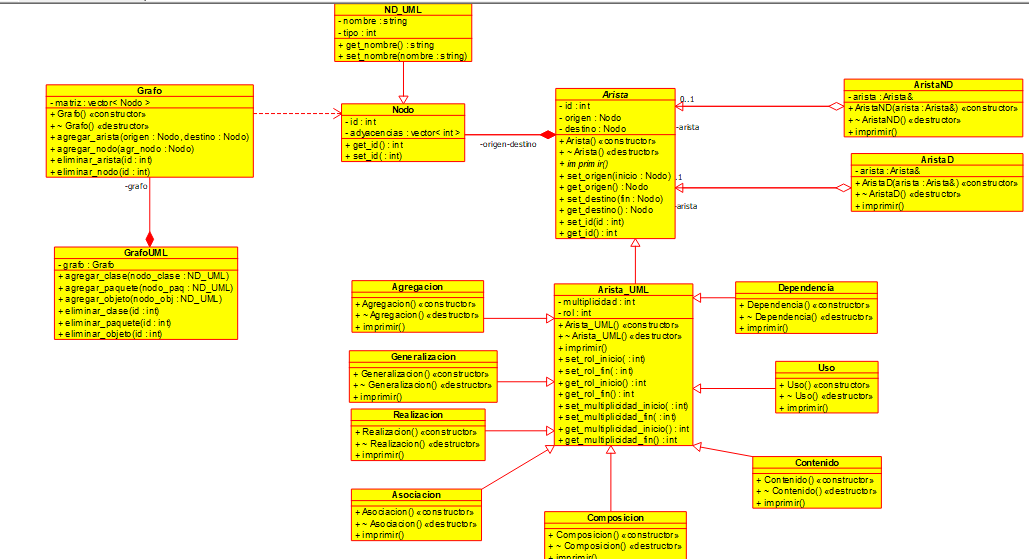 ND_UML
- nombre : string
- tipo : int
+ get_nombre() : string
+ set_nombre(nombre : string)
Grafo
- matriz : vector< Nodo >
+ Grafo() «constructor»
+ ~ Grafo() «destructor»
+ agregar_arista(origen : Nodo, destino : Nodo)
+ agregar_nodo(agr_nodo : Nodo)
+ eliminar_arista(id : int)
+ eliminar_nodo(id : int)
-grafo
GrafoUML
- grafo : Grafo
+ agregar_clase(nodo_clase : ND_UML)
+ agregar_paquete(nodo_paq : ND_UML)
+ agregar_objeto(nodo_obj : ND_UML)
+ eliminar_clase(id : int)
+ eliminar_paquete(id : int)
+ eliminar_objeto(id : int)
Nodo
- id : int
- adyacencias : vector< int >
+ get_id() : int
+ set_id( : int)
-origen-destino
Arista
- id : int
- origen : Nodo
- destino : Nodo
+ Arista() «constructor»
+ ~ Arista() «destructor»
+ imprimir()
+ set_origen(inicio : Nodo)
+ get_origen() : Nodo
+ set_destino(fin : Nodo)
+ get_destino() : Nodo
+ set_id(id : int)
+ get_id() : int
0..1
-arista
.1
-arista
AristaND
- arista : Arista&
+ AristaND(arista : Arista&) «constructor»
+ ~ AristaND() «destructor»
+ imprimir()
AristaD
- arista : Arista&
+ AristaD(arista : Arista&) «constructor»
+ ~ AristaD() «destructor»
+ imprimir()
Agregacion
+ Agregacion() «constructor»
+ ~ Agregacion() «destructor»
+ imprimir()
Generalizacion
+ Generalizacion() «constructor»
+ ~ Generalizacion() «destructor»
+ imprimir()
Realizacion
+ Realizacion() «constructor»
+ ~ Realizacion() «destructor»
+ imprimir()
Asociacion
+ Asociacion() «constructor»
+ ~ Asociacion() «destructor»
+ imprimir()
Arista_UML
- multiplicidad : int
- rol : int
+ Arista_UML() «constructor»
+ ~ Arista_UML() «destructor»
+ imprimir()
+ set_rol_inicio( : int)
+ set_rol_fin( : int)
+ get_rol_inicio() : int
+ get_rol_fin() : int
+ set_multiplicidad_inicio( : int)
+ set_multiplicidad_fin( : int)
+ get_multiplicidad_inicio() : int
+ get_multiplicidad_fin() : int
Dependencia
+ Dependencia() «constructor»
+ ~ Dependencia() «destructor»
+ imprimir()
Uso
+ Uso() «constructor»
+ ~ Uso() «destructor»
+ imprimir()
Contenido
+ Contenido() «constructor»
+ ~ Contenido() «destructor»
+ imprimir()
Composicion
+ Composicion() «constructor»
+ ~ Composicion() «destructor»
+ imprimir()